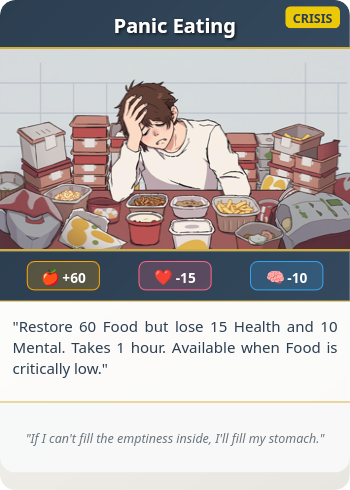 Panic Eating
CRISIS
🍎 +60
❤️ -15
🧠 -10
"Restore 60 Food but lose 15 Health and 10
Mental. Takes 1 hour. Available when Food is
critically low."
"If I can't fill the emptiness inside, I'll fill my stomach."